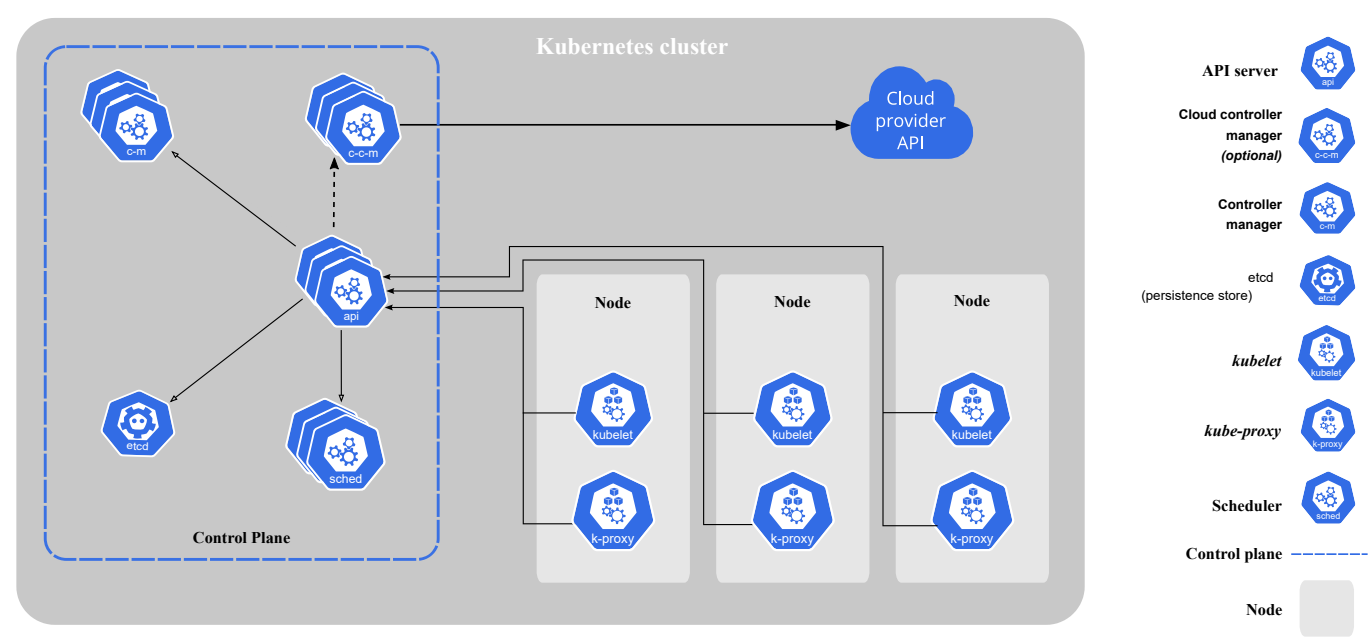 Kubernetes cluster
c-m
c-c-m
Cloud
provider
API
api
etcd
sched
Control Plane
Node
Node
Node
kubelet
kubelet
kubelet
k-proxy
k-proxy
k-proxy
API server
api
Cloud controller
manager
(optional)
c-c-m
Controller
manager
c-m
etcd
(persistence store)
etcd
kubelet
kubelet
kube-proxy
k-proxy
Scheduler
sched
Control plane
Node